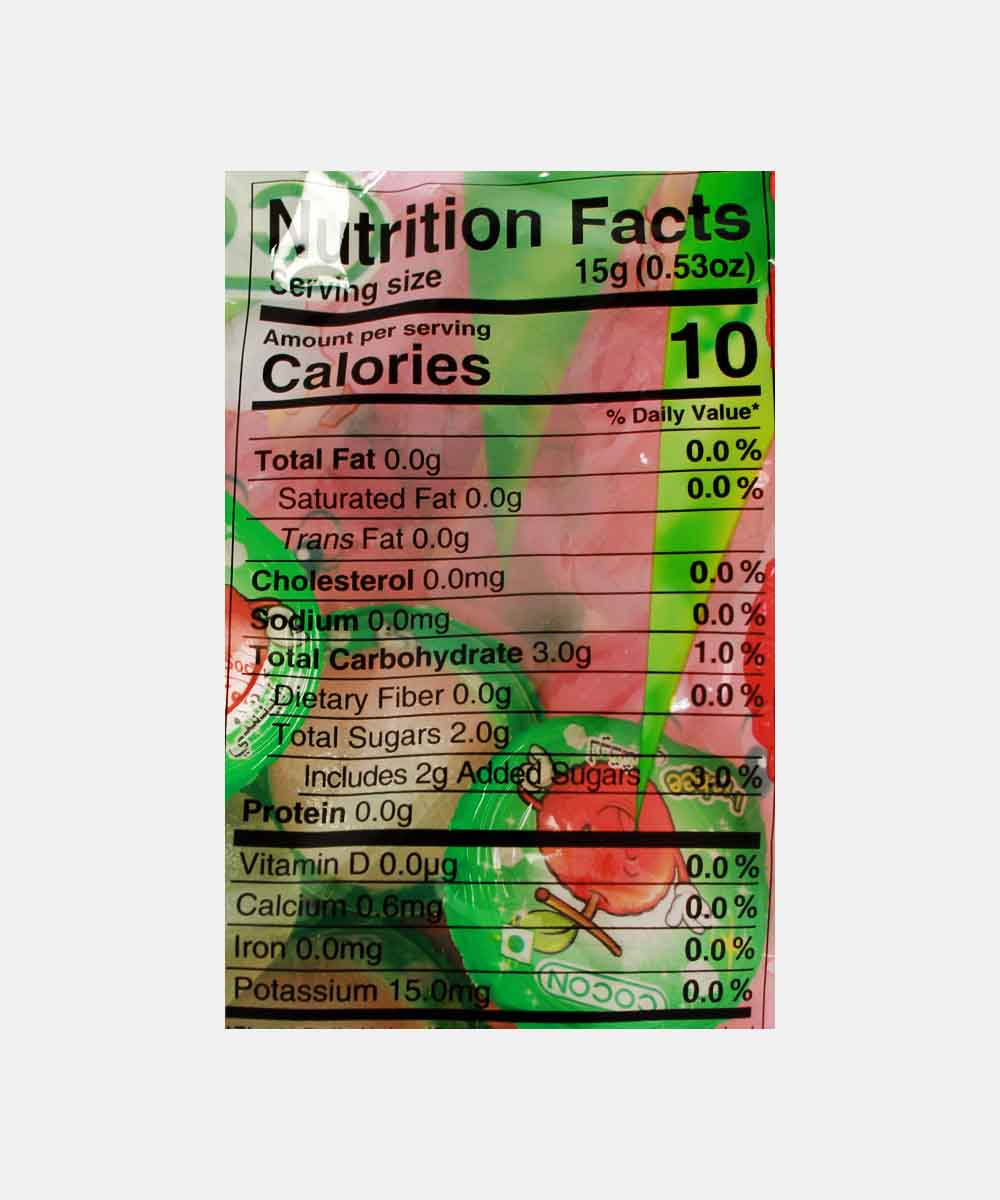 Nutrition Facts
Serving size 15g (0.53oz)
Amount per serving
Calories 10
% Daily Value*
Total Fat 0.0g 0.0 %
Saturated Fat 0.0g 0.0 %
Trans Fat 0.0g
Cholesterol 0.0mg 0.0 %
Sodium 0.0mg 0.0 %
Total Carbohydrate 3.0g 1.0 %
Dietary Fiber 0.0g 0.0 %
Total Sugars 2.0g
Includes 2g Added Sugars 3.0 %
Protein 0.0g
Vitamin D 0.0µg 0.0 %
Calcium 0.6mg 0.0 %
Iron 0.0mg 0.0 %
Potassium 15.0mg 0.0 %
COCON